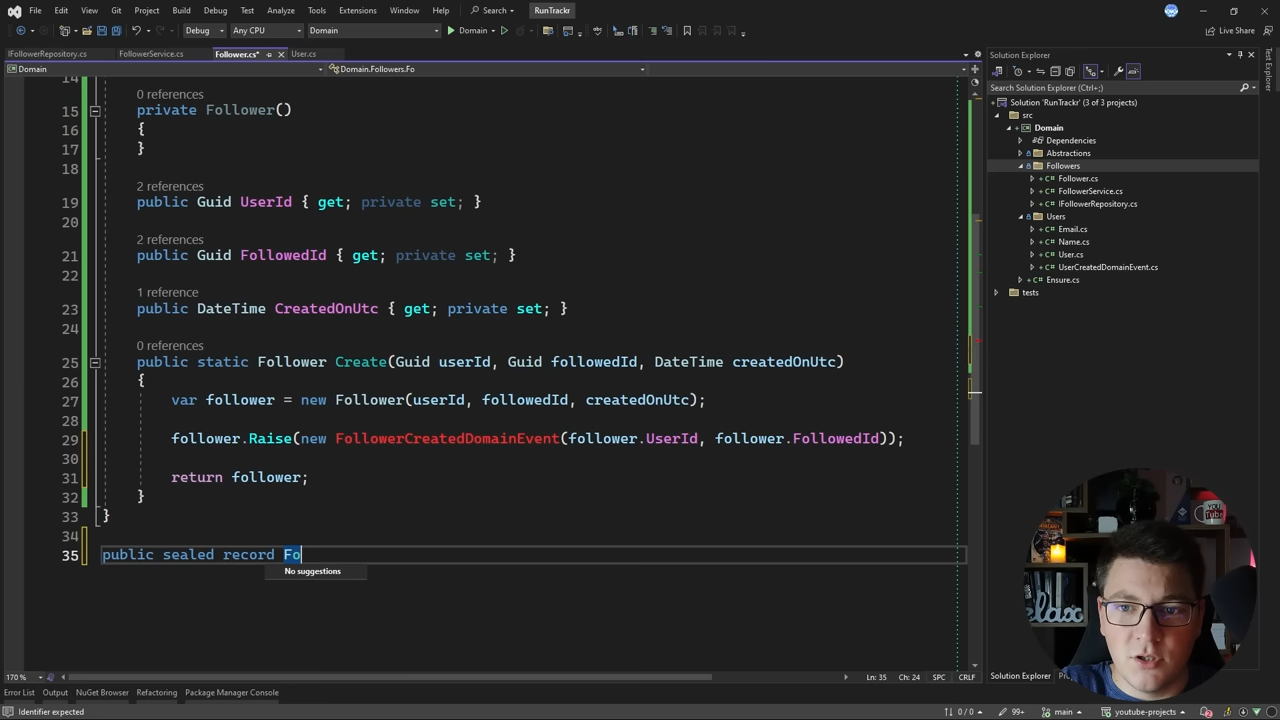 File Edit View Git Project Build Debug Test Analyze Tools Extensions Window Help Search RunTrackr
Debug Any CPU Domain Domain Live Share
IFollowerRepository.cs FollowerService.cs Follower.cs* User.cs
Domain Domain.Followers.Fo
14
0 references
15 private Follower()
16 {
17 }
18
2 references
19 public Guid UserId { get; private set; }
20
2 references
21 public Guid FollowedId { get; private set; }
22
1 reference
23 public DateTime CreatedOnUtc { get; private set; }
24
0 references
25 public static Follower Create(Guid userId, Guid followedId, DateTime createdOnUtc)
26 {
27 var follower = new Follower(userId, followedId, createdOnUtc);
28
29 follower.Raise(new FollowerCreatedDomainEvent(follower.UserId, follower.FollowedId));
30
31 return follower;
32 }
33 }
34
35 public sealed record Fo
No suggestions
170 % Ln: 35 Ch: 24 SPC CRLF
Error List Output NuGet Browser Refactoring Package Manager Console
Identifier expected 0 / 0 99+ main youtube-projects
Solution Explorer
Search Solution Explorer (Ctrl+;)
Solution 'RunTrackr' (3 of 3 projects)
src
Domain
Dependencies
Abstractions
Followers
Follower.cs
FollowerService.cs
IFollowerRepository.cs
Users
Email.cs
Name.cs
User.cs
UserCreatedDomainEvent.cs
Ensure.cs
tests
Test Explorer
Solution Explorer
YouTube
relax